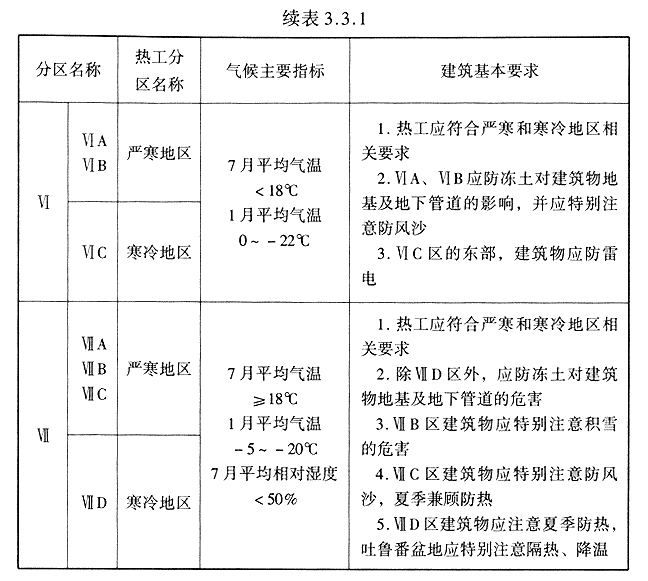 续表 3.3.1
分区名称
热工分
区名称
气候主要指标
建筑基本要求
Ⅵ
ⅥA
ⅥB
严寒地区
ⅥC
寒冷地区
7月平均气温
<18℃
1月平均气温
0~-22℃
1. 热工应符合严寒和寒冷地区相
关要求
2. ⅥA、ⅥB应防冻土对建筑物地
基及地下管道的影响，并应特别注
意防风沙
3. ⅥC区的东部，建筑物应防雷
电
Ⅶ
ⅦA
ⅦB
ⅦC
严寒地区
ⅦD
寒冷地区
7月平均气温
≥18℃
1月平均气温
-5~-20℃
7月平均相对湿度
<50%
1. 热工应符合严寒和寒冷地区相
关要求
2. 除ⅦD区外，应防冻土对建筑
物地基及地下管道的危害
3. ⅦB区建筑物应特别注意积雪
的危害
4. ⅦC区建筑物应特别注意防风
沙，夏季兼顾防热
5. ⅦD区建筑物应注意夏季防热，
吐鲁番盆地应特别注意隔热、降温